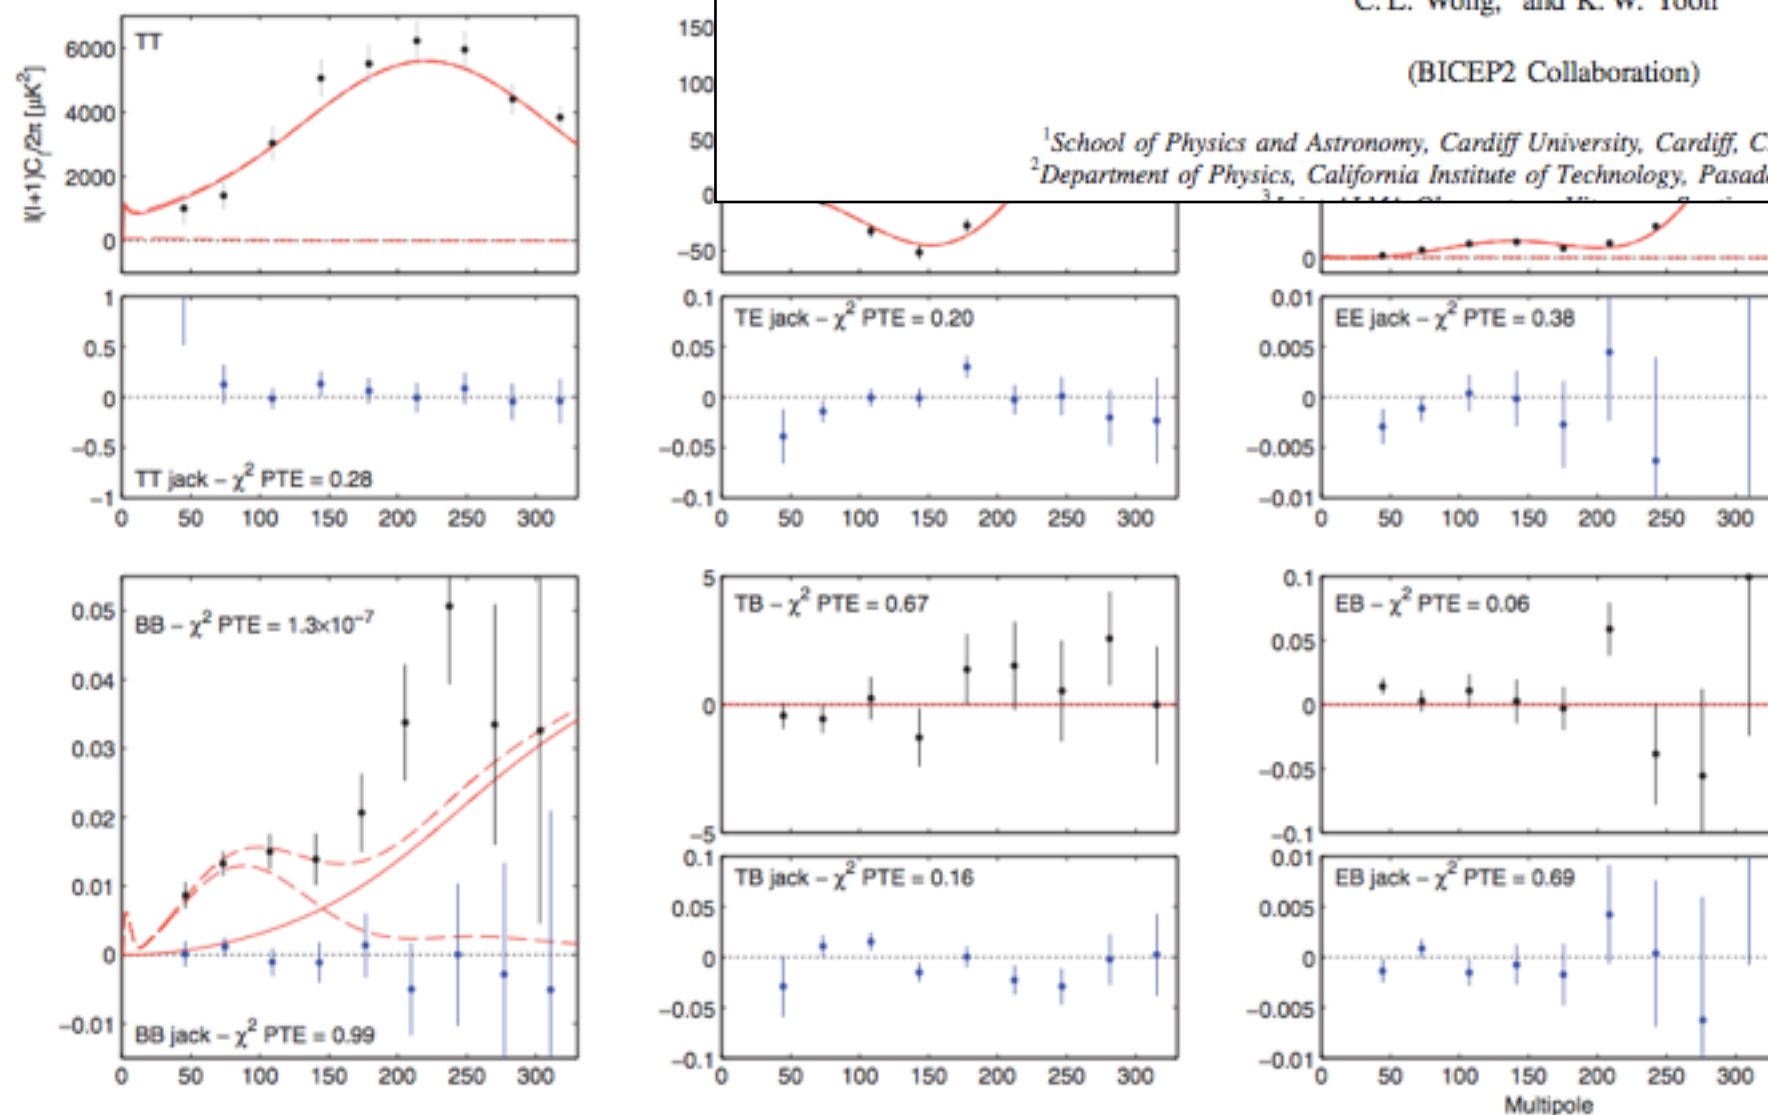 C. L. Wong, and K. W. Yoon
(BICEP2 Collaboration)
1School of Physics and Astronomy, Cardiff University, Cardiff, C
2Department of Physics, California Institute of Technology, Pasad
TT
l(l+1)Cl/2π [μK2]
6000
4000
2000
0
150
100
50
0
−50
0
1
0.5
0
−0.5
−1
TT jack – χ2 PTE = 0.28
0 50 100 150 200 250 300
TE jack – χ2 PTE = 0.20
0.1
0.05
0
−0.05
−0.1
0 50 100 150 200 250 300
EE jack – χ2 PTE = 0.38
0.01
0.005
0
−0.005
−0.01
0 50 100 150 200 250 300
BB – χ2 PTE = 1.3×10−7
0.05
0.04
0.03
0.02
0.01
0
−0.01
BB jack – χ2 PTE = 0.99
0 50 100 150 200 250 300
TB – χ2 PTE = 0.67
5
0
−5
TB jack – χ2 PTE = 0.16
0.1
0.05
0
−0.05
−0.1
0 50 100 150 200 250 300
EB – χ2 PTE = 0.06
0.1
0.05
0
−0.05
−0.1
EB jack – χ2 PTE = 0.69
0.01
0.005
0
−0.005
−0.01
0 50 100 150 200 250 300
Multipole